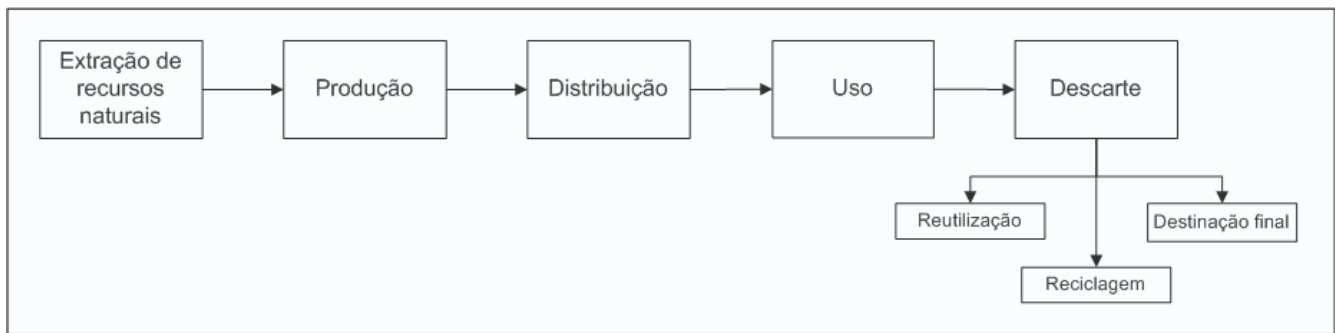 Extração de
recursos
naturais
Produção
Distribuição
Uso
Descarte
Reutilização
Destinação final
Reciclagem